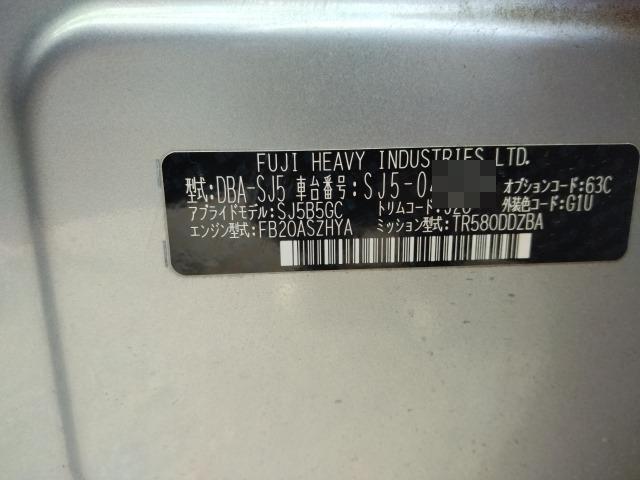 FUJI HEAVY INDUSTRIES LTD.
型式:DBA-SJ5 車台番号:SJ5-04 オプションコード:63C
アプライドモデル:SJ5B5GC トリムコード: 外装色コード:G1U
エンジン型式:FB20ASZHYA ミッション型式:TR580DDZBA